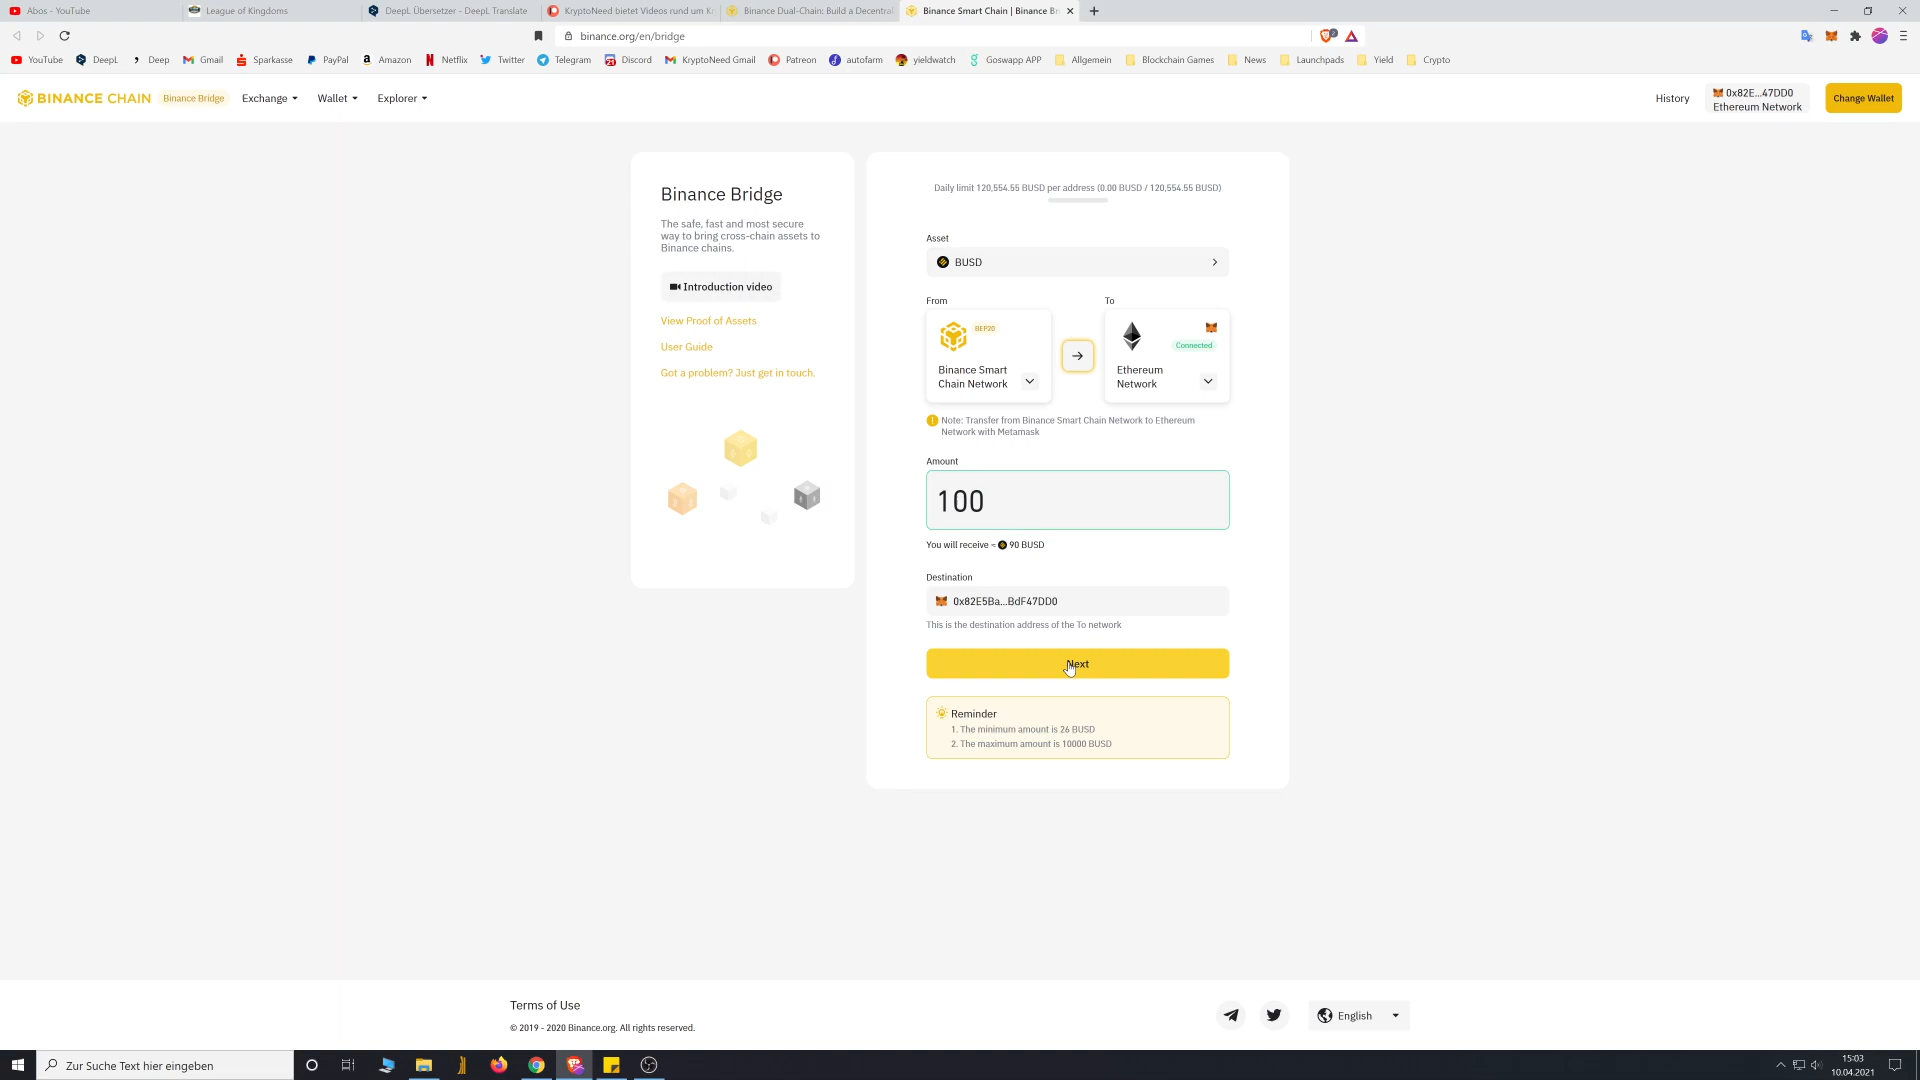 Abos - YouTube
League of Kingdoms
DeepL Übersetzer - DeepL Translate
KryptoNeed bietet Videos rund um Kr
Binance Dual-Chain: Build a Decentral
Binance Smart Chain | Binance Br
binance.org/en/bridge
YouTube
DeepL
Deep
Gmail
Sparkasse
PayPal
Amazon
Netflix
Twitter
Telegram
Discord
KryptoNeed Gmail
Patreon
autofarm
yieldwatch
Goswapp APP
Allgemein
Blockchain Games
News
Launchpads
Yield
Crypto
BINANCE CHAIN
Binance Bridge
Exchange
Wallet
Explorer
History
0x82E...47DD0
Ethereum Network
Change Wallet
Binance Bridge
The safe, fast and most secure
way to bring cross-chain assets to
Binance chains.
Introduction video
View Proof of Assets
User Guide
Got a problem? Just get in touch.
Daily limit 120,554.55 BUSD per address (0.00 BUSD / 120,554.55 BUSD)
Asset
BUSD
From
To
BEP20
Connected
Binance Smart
Chain Network
Ethereum
Network
Note: Transfer from Binance Smart Chain Network to Ethereum
Network with Metamask
Amount
100
You will receive ≈ 90 BUSD
Destination
0x82E5Ba...BdF47DD0
This is the destination address of the To network
Next
Reminder
1. The minimum amount is 26 BUSD
2. The maximum amount is 10000 BUSD
Terms of Use
© 2019 - 2020 Binance.org. All rights reserved.
English
Zur Suche Text hier eingeben
15:03
10.04.2021